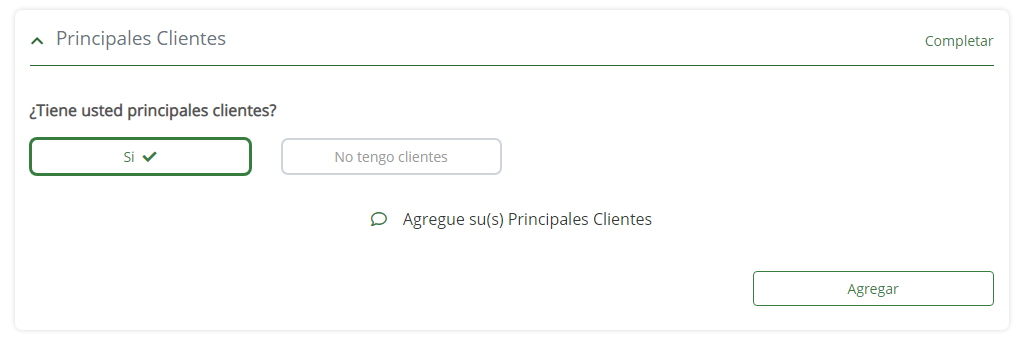 Principales Clientes
Completar
¿Tiene usted principales clientes?
Si
No tengo clientes
Agregue su(s) Principales Clientes
Agregar